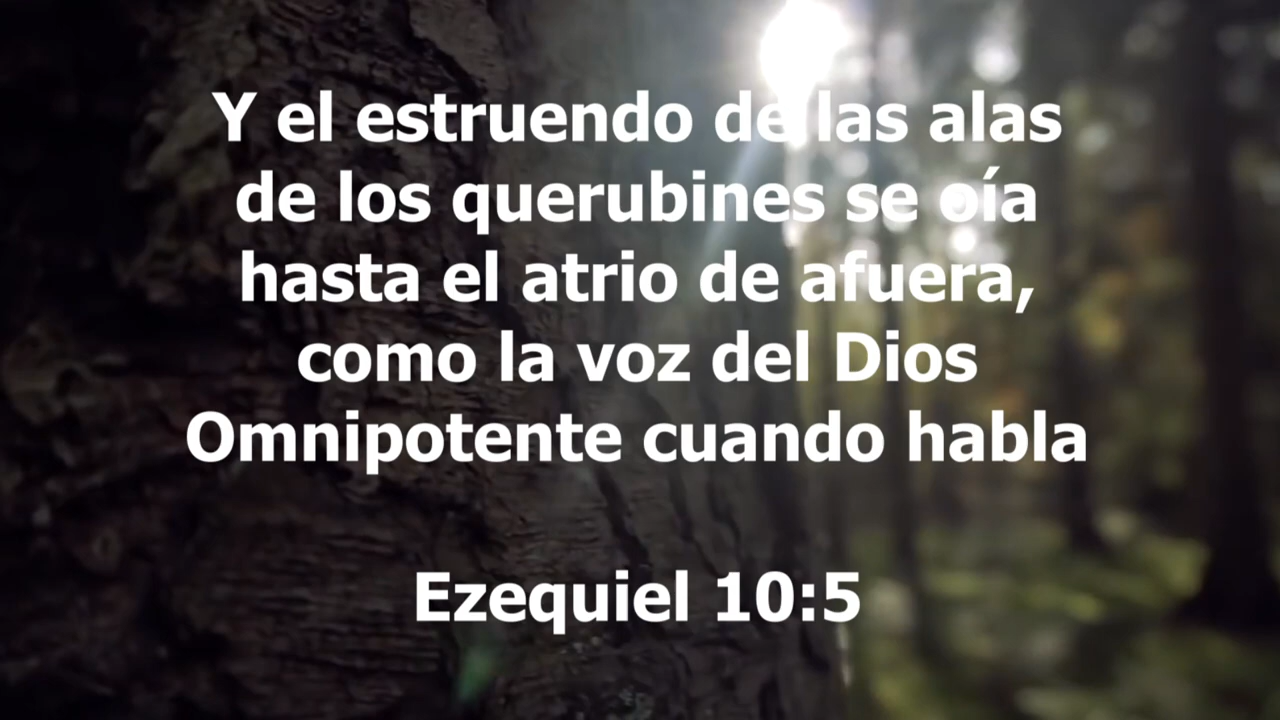 Y el estruendo de las alas
de los querubines se oía
hasta el atrio de afuera,
como la voz del Dios
Omnipotente cuando habla
Ezequiel 10:5